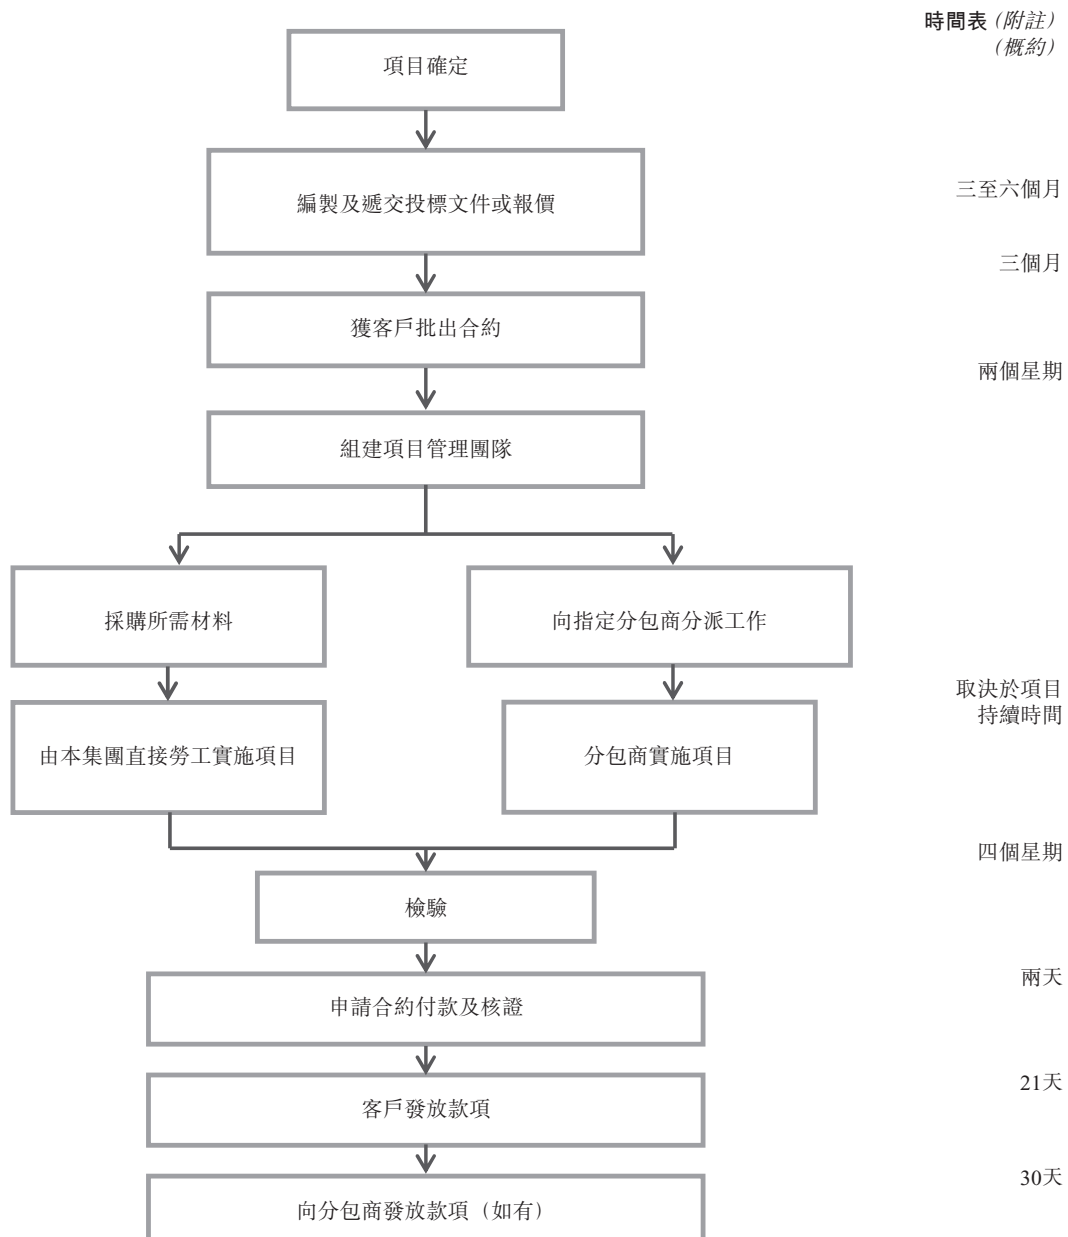 時間表（附註）
（概約）
項目確定
編製及遞交投標文件或報價
三至六個月
三個月
獲客戶批出合約
兩個星期
組建項目管理團隊
採購所需材料
向指定分包商分派工作
取決於項目
持續時間
由本集團直接勞工實施項目
分包商實施項目
四個星期
檢驗
兩天
申請合約付款及核證
21天
客戶發放款項
30天
向分包商發放款項（如有）